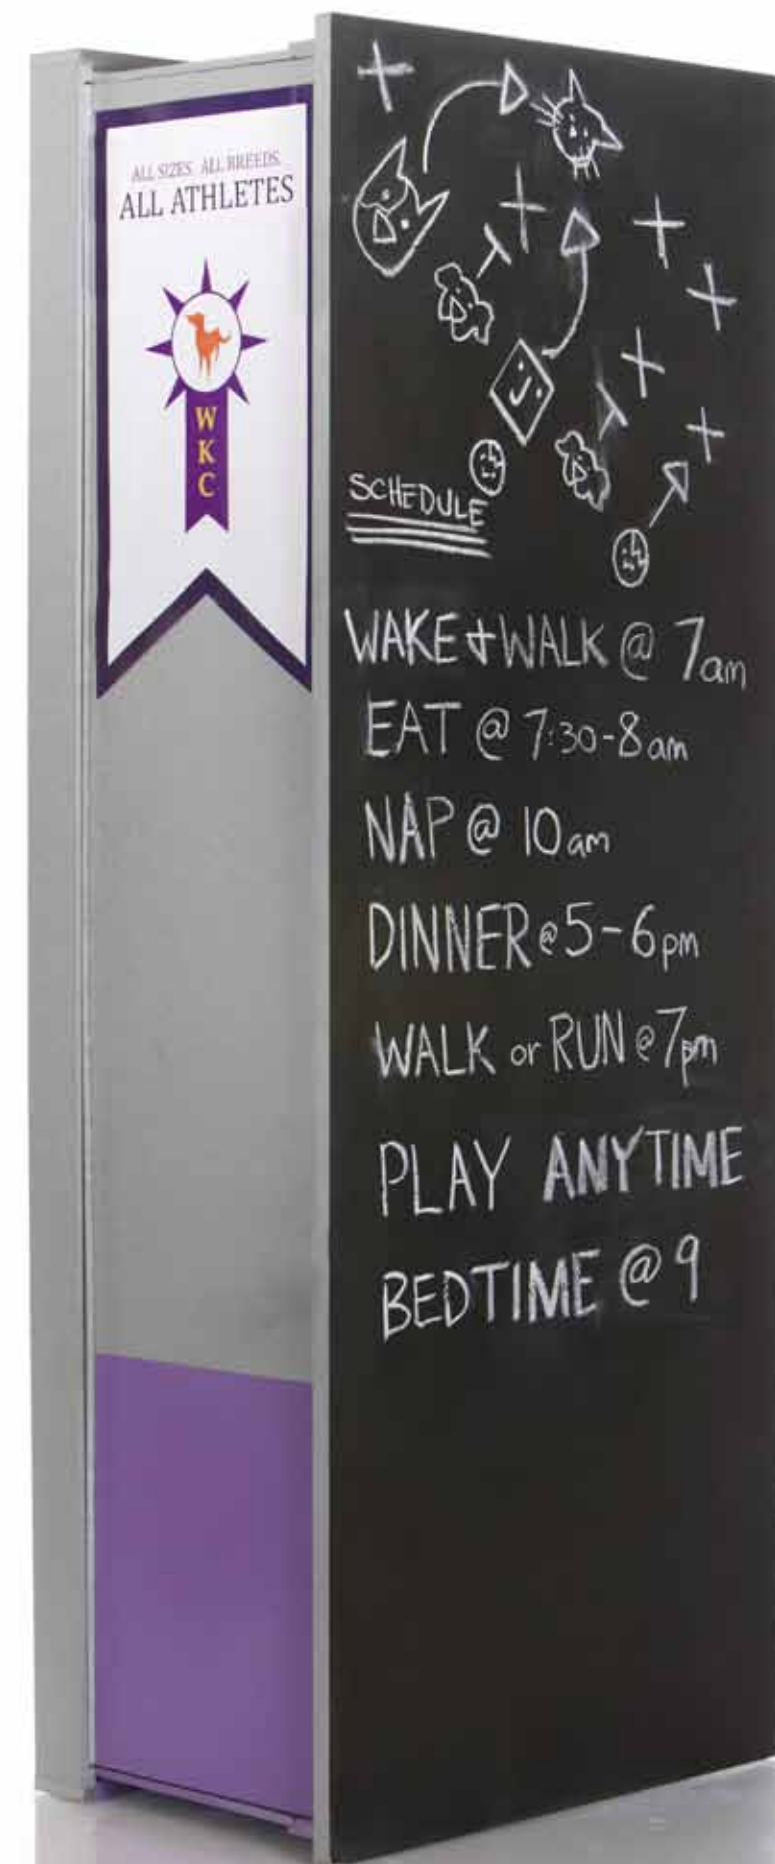 ALL SIZES. ALL BREEDS.
ALL ATHLETES
W
K
C
SCHEDULE
WAKE + WALK @ 7am
EAT @ 7:30-8am
NAP @ 10am
DINNER @ 5-6pm
WALK or RUN @ 7pm
PLAY ANYTIME
BEDTIME @ 9